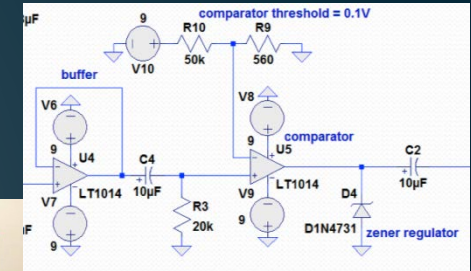 µF
9
comparator threshold = 0.1V
R10
R9
V10
50k
560
buffer
V6
V8
9
9
comparator
U4
U5
C4
C2
V7
LT1014
10µF
V9
LT1014
D4
10µF
R3
20k
D1N4731
zener regulator
F
9
9